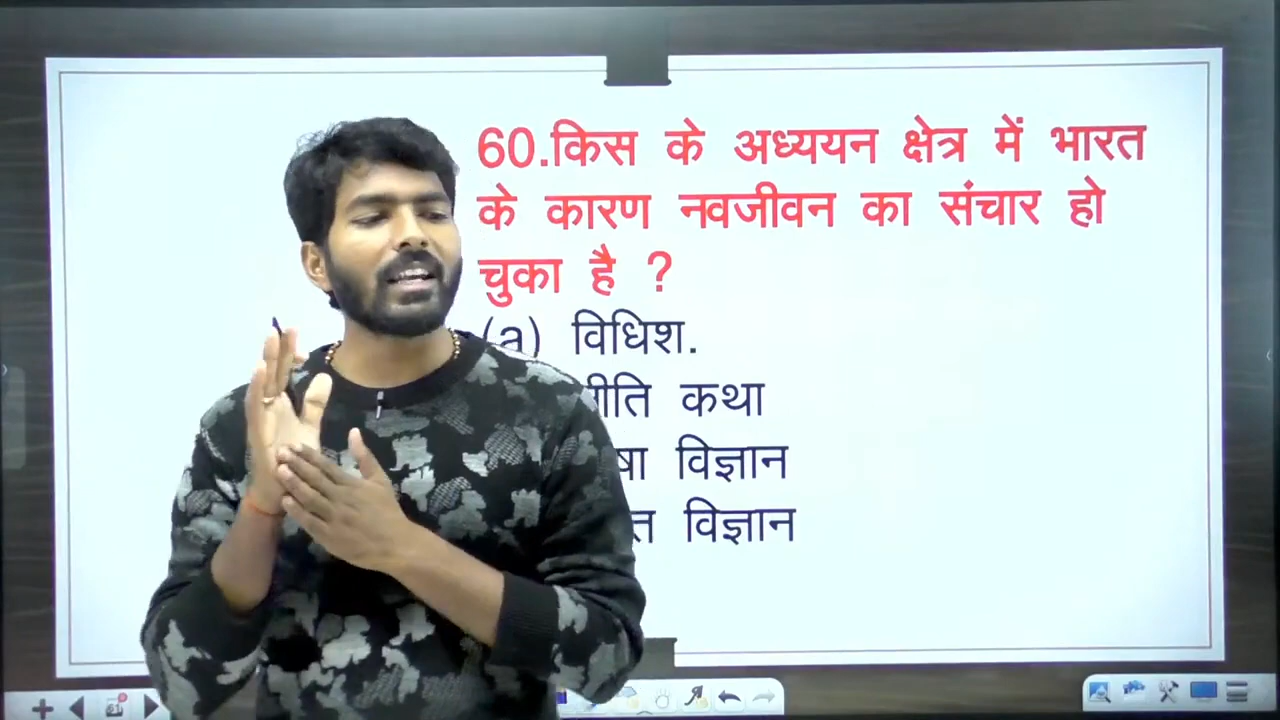 60.किस के अध्ययन क्षेत्र में भारत
के कारण नवजीवन का संचार हो
चुका है ?
(a) विधिश.
कथा
विज्ञान
विज्ञान